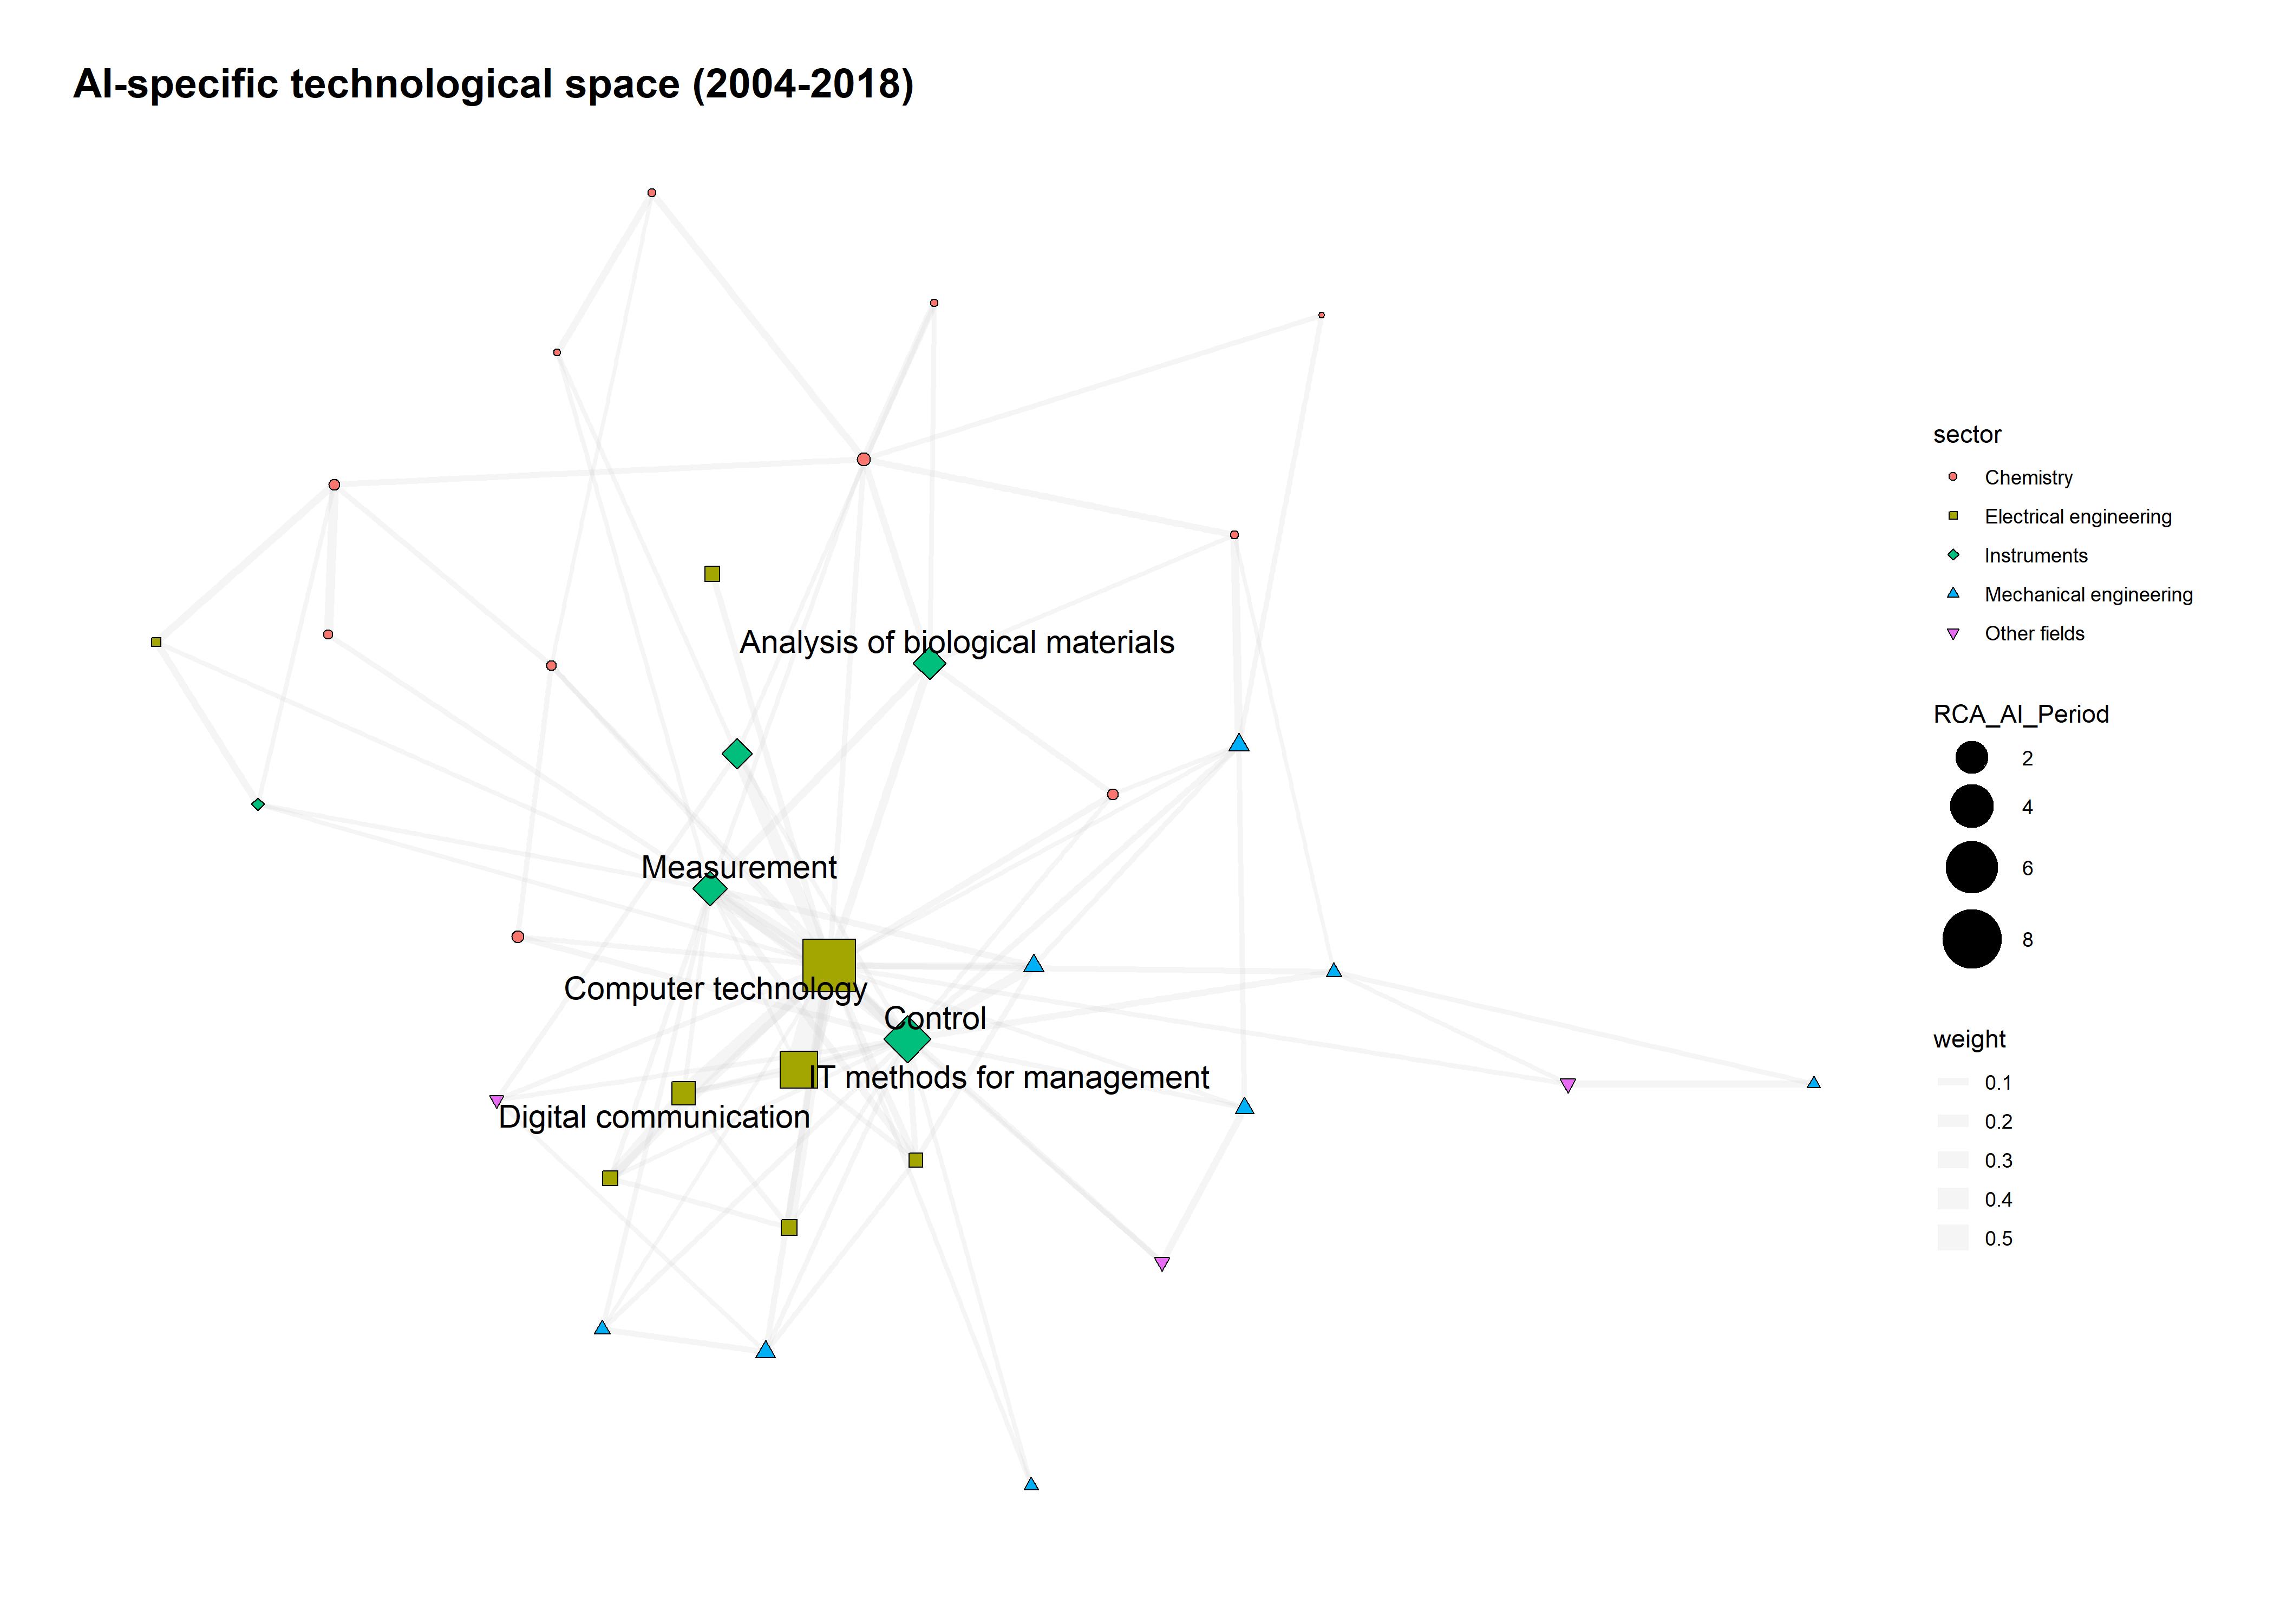 AI-specific technological space (2004-2018)
Analysis of biological materials
Measurement
Computer technology
Control
IT methods for management
Digital communication
sector
Chemistry
Electrical engineering
Instruments
Mechanical engineering
Other fields
RCA_AI_Period
2
4
6
8
weight
0.1
0.2
0.3
0.4
0.5